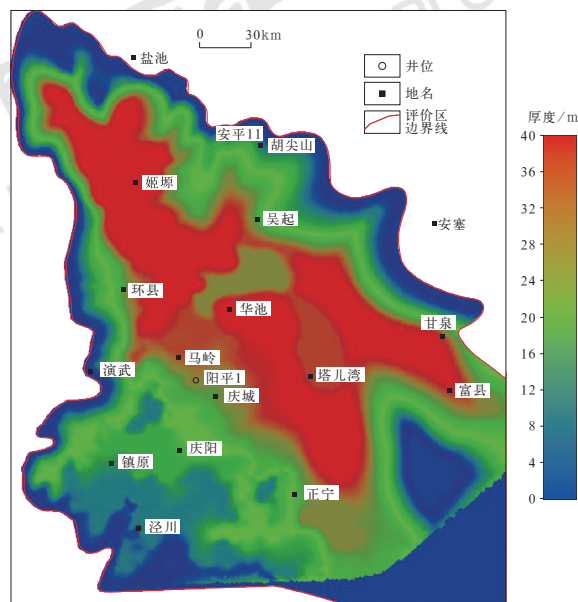 盐池
0 30km
井位
地名
评价区
边界线
厚度/m
安平11
胡尖山
40
姬塬
36
吴起
安塞
32
28
环县
华池
24
甘泉
20
马岭
演武
阳平1
塔儿湾
16
庆城
富县
12
庆阳
8
镇原
正宁
4
泾川
0